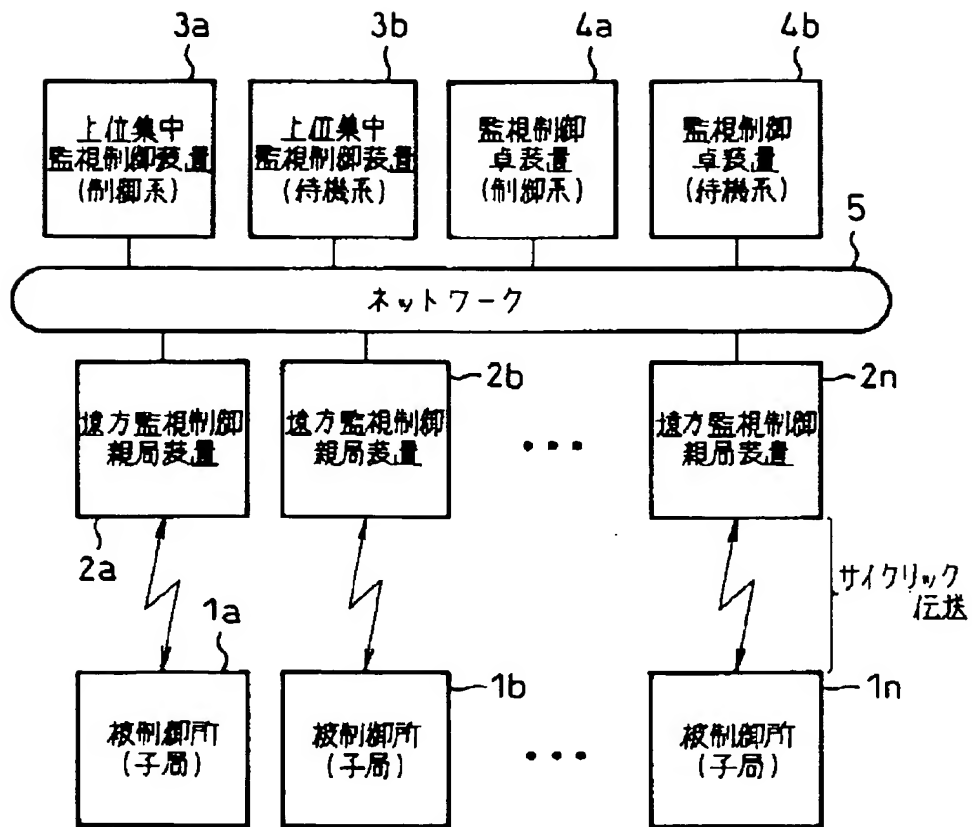 3a
3b
4a
4b
上位集中
監視制御装置
(制御系)
上位集中
監視制御装置
(待機系)
監視制御
卓装置
(制御系)
監視制御
卓装置
(待機系)
5
ネットワーク
2b
2n
遠方監視制御
親局装置
遠方監視制御
親局装置
•••
遠方監視制御
親局装置
2a
サイクリック
伝送
1a
1b
1n
被制御所
(子局)
被制御所
(子局)
•••
被制御所
(子局)